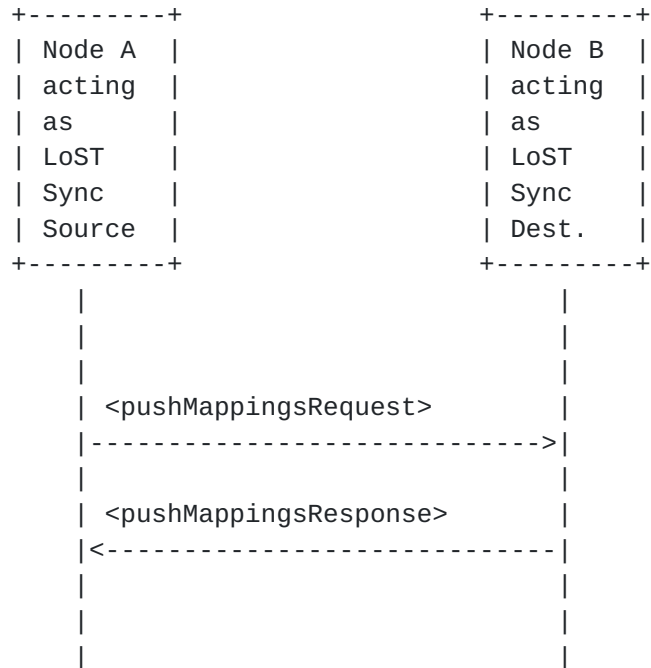 +---------+                   +---------+
| Node A  |                   | Node B  |
| acting  |                   | acting  |
| as      |                   | as      |
| LoST    |                   | LoST    |
| Sync    |                   | Sync    |
| Source  |                   | Dest.   |
+---------+                   +---------+
    |                              |
    |                              |
    |                              |
    | <pushMappingsRequest>        |
    |----------------------------->|
    |                              |
    | <pushMappingsResponse>       |
    |<-----------------------------|
    |                              |
    |                              |
    |                              |